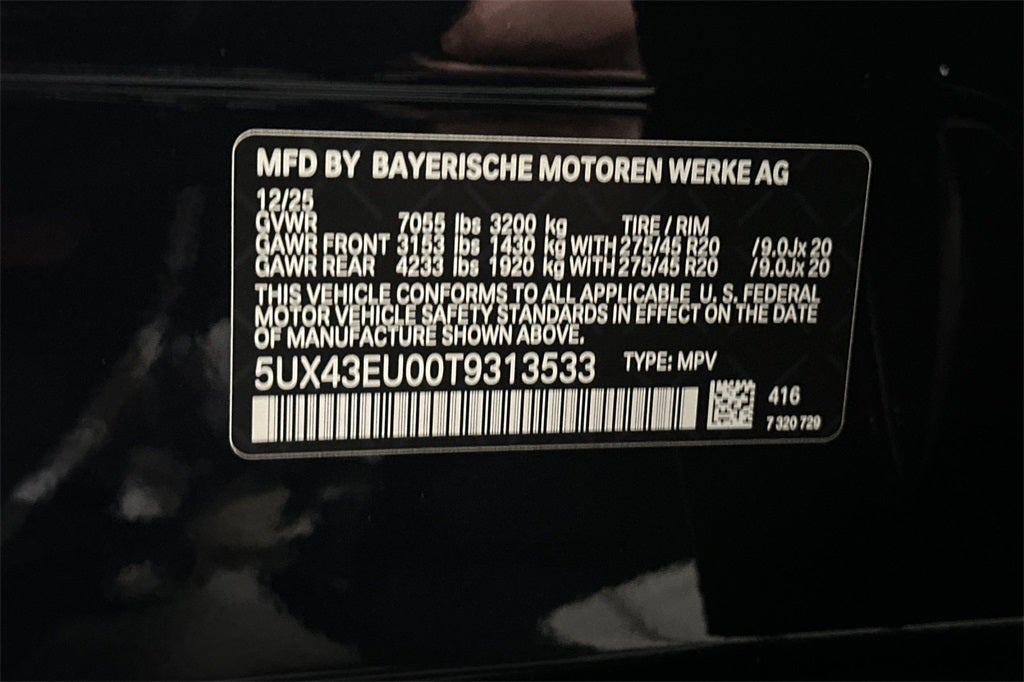 MFD BY BAYERISCHE MOTOREN WERKE AG
12/25
GVWR 7055 lbs 3200 kg TIRE / RIM
GAWR FRONT 3153 lbs 1430 kg WITH 275/45 R20 /9.0Jx 20
GAWR REAR 4233 lbs 1920 kg WITH 275/45 R20 /9.0Jx 20
THIS VEHICLE CONFORMS TO ALL APPLICABLE U. S. FEDERAL
MOTOR VEHICLE SAFETY STANDARDS IN EFFECT ON THE DATE
OF MANUFACTURE SHOWN ABOVE.
5UX43EU00T9313533 TYPE: MPV
416
7 320 729